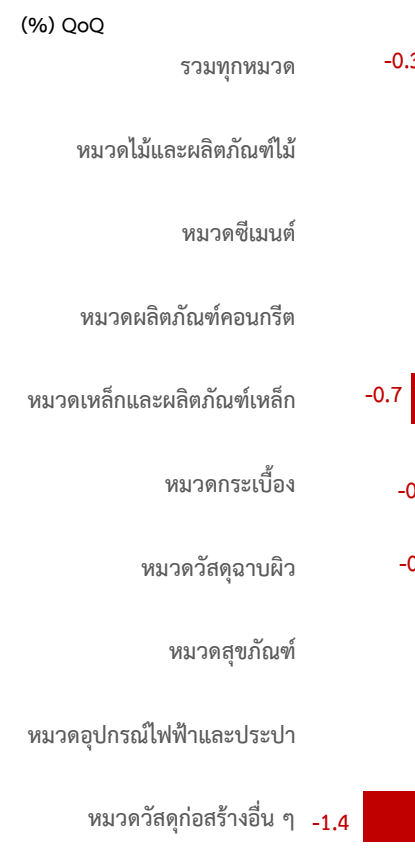 (%) QoQ
รวมทุกหมวด -0.3
หมวดไม้และผลิตภัณฑ์ไม้
หมวดซีเมนต์
หมวดผลิตภัณฑ์คอนกรีต
หมวดเหล็กและผลิตภัณฑ์เหล็ก -0.7
หมวดกระเบื้อง
หมวดวัสดุฉาบผิว
หมวดสุขภัณฑ์
หมวดอุปกรณ์ไฟฟ้าและประปา
หมวดวัสดุก่อสร้างอื่น ๆ -1.4